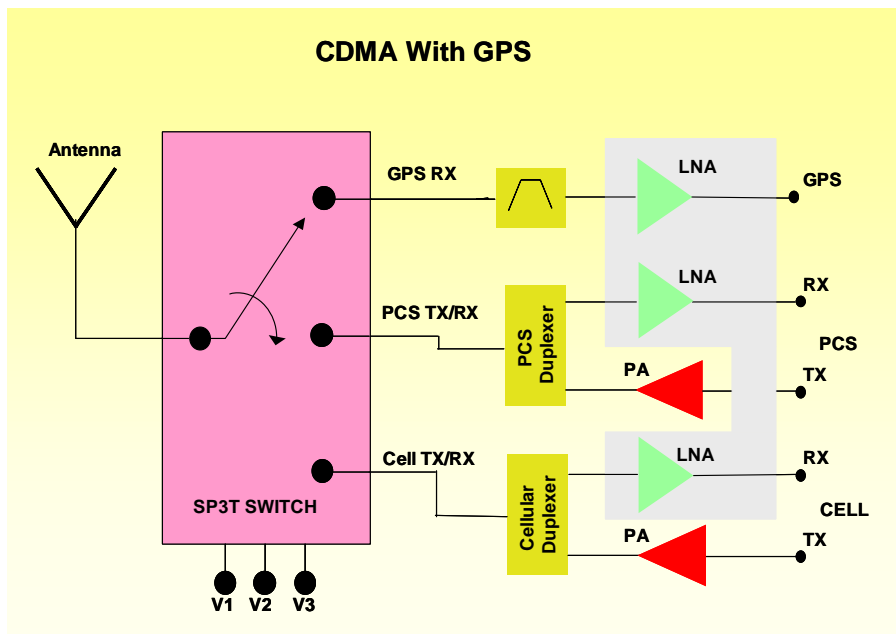 CDMA With GPS
Antenna
GPS RX
LNA
GPS
LNA
RX
PCS TX/RX
PCS
Duplexer
PCS
PA
TX
Cell TX/RX
LNA
RX
SP3T SWITCH
Cellular
Duplexer
CELL
PA
TX
V1 V2 V3